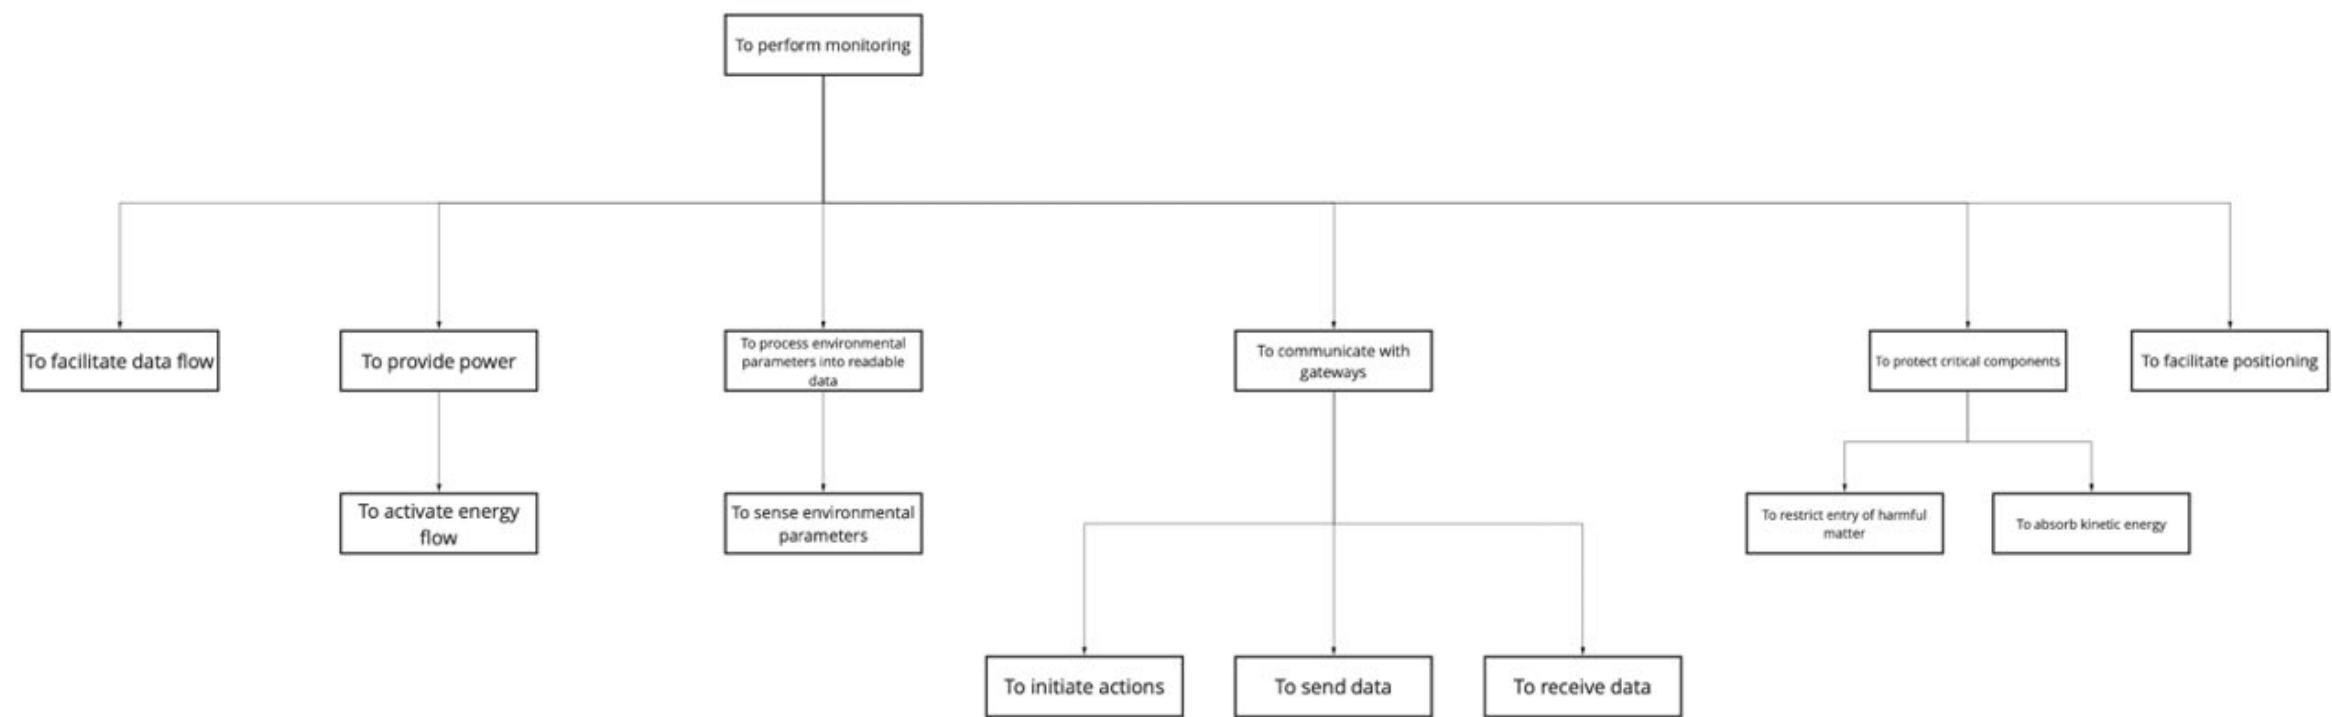 To perform monitoring
To facilitate data flow
To provide power
To process environmental
parameters into readable
data
To communicate with
gateways
To protect critical components
To facilitate positioning
To activate energy
flow
To sense environmental
parameters
To restrict entry of harmful
matter
To absorb kinetic energy
To initiate actions
To send data
To receive data